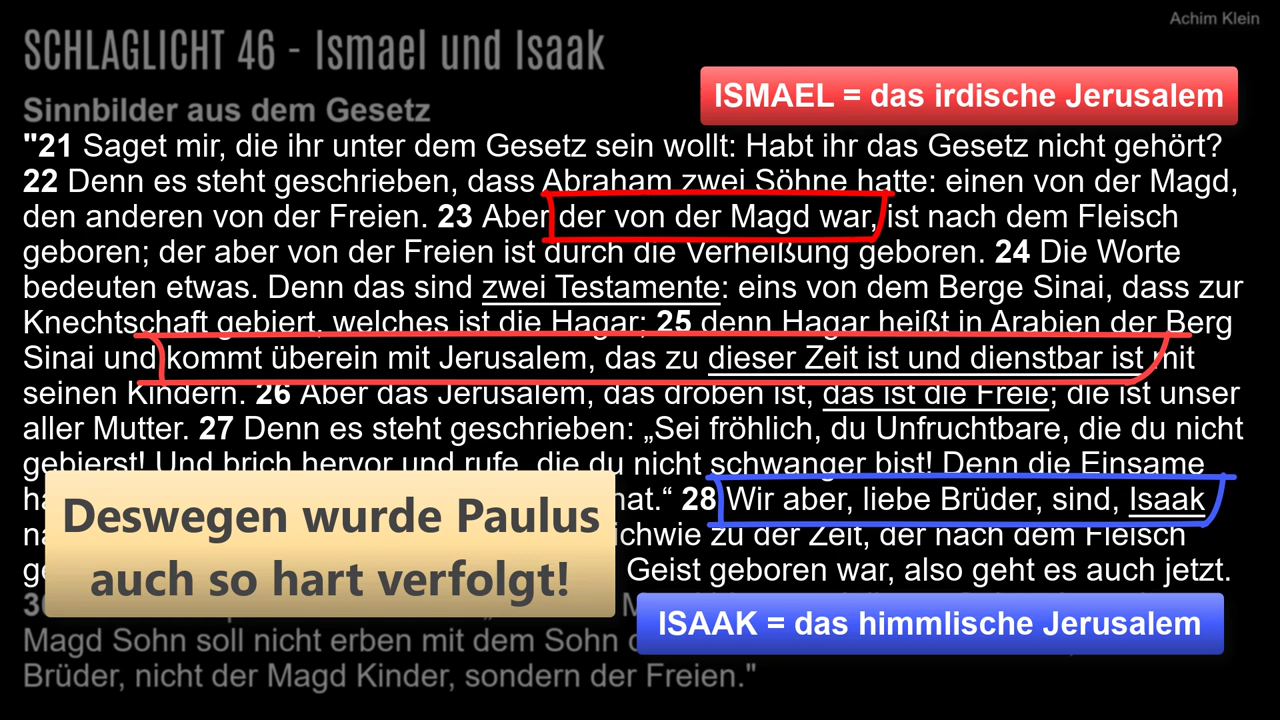 Achim Klein
SCHLAGLICHT 46 - Ismael und Isaak
ISMAEL = das irdische Jerusalem
Sinnbilder aus dem Gesetz
"21 Saget mir, die ihr unter dem Gesetz sein wollt: Habt ihr das Gesetz nicht gehört?
22 Denn es steht geschrieben, dass Abraham zwei Söhne hatte: einen von der Magd,
den anderen von der Freien. 23 Aber der von der Magd war, ist nach dem Fleisch
geboren; der aber von der Freien ist durch die Verheißung geboren. 24 Die Worte
bedeuten etwas. Denn das sind zwei Testamente: eins von dem Berge Sinai, dass zur
Knechtschaft gebiert, welches ist die Hagar; 25 denn Hagar heißt in Arabien der Berg
Sinai und kommt überein mit Jerusalem, das zu dieser Zeit ist und dienstbar ist mit
seinen Kindern. 26 Aber das Jerusalem, das droben ist, das ist die Freie; die ist unser
aller Mutter. 27 Denn es steht geschrieben: „Sei fröhlich, du Unfruchtbare, die du nicht
gebierst! Und brich hervor und rufe, die du nicht schwanger bist! Denn die Einsame
hat.“ 28 Wir aber, liebe Brüder, sind, Isaak
zu der Zeit, der nach dem Fleisch
Geist geboren war, also geht es auch jetzt.
Deswegen wurde Paulus
auch so hart verfolgt!
ISAAK = das himmlische Jerusalem
Magd Sohn soll nicht erben mit dem Sohn
Brüder, nicht der Magd Kinder, sondern der Freien."